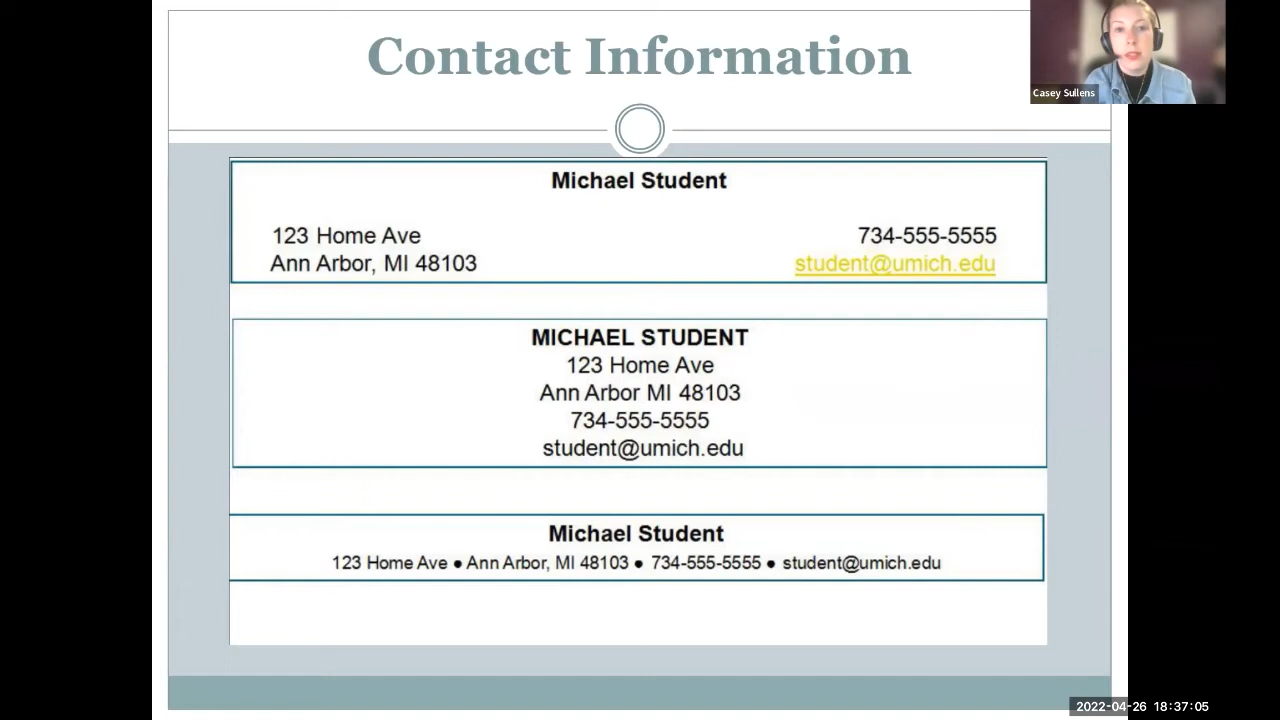 Contact Information
Casey Sullens
Michael Student
123 Home Ave 734-555-5555
Ann Arbor, MI 48103 student@umich.edu
MICHAEL STUDENT
123 Home Ave
Ann Arbor MI 48103
734-555-5555
student@umich.edu
Michael Student
123 Home Ave ● Ann Arbor, MI 48103 ● 734-555-5555 ● student@umich.edu
2022-04-26 18:37:05